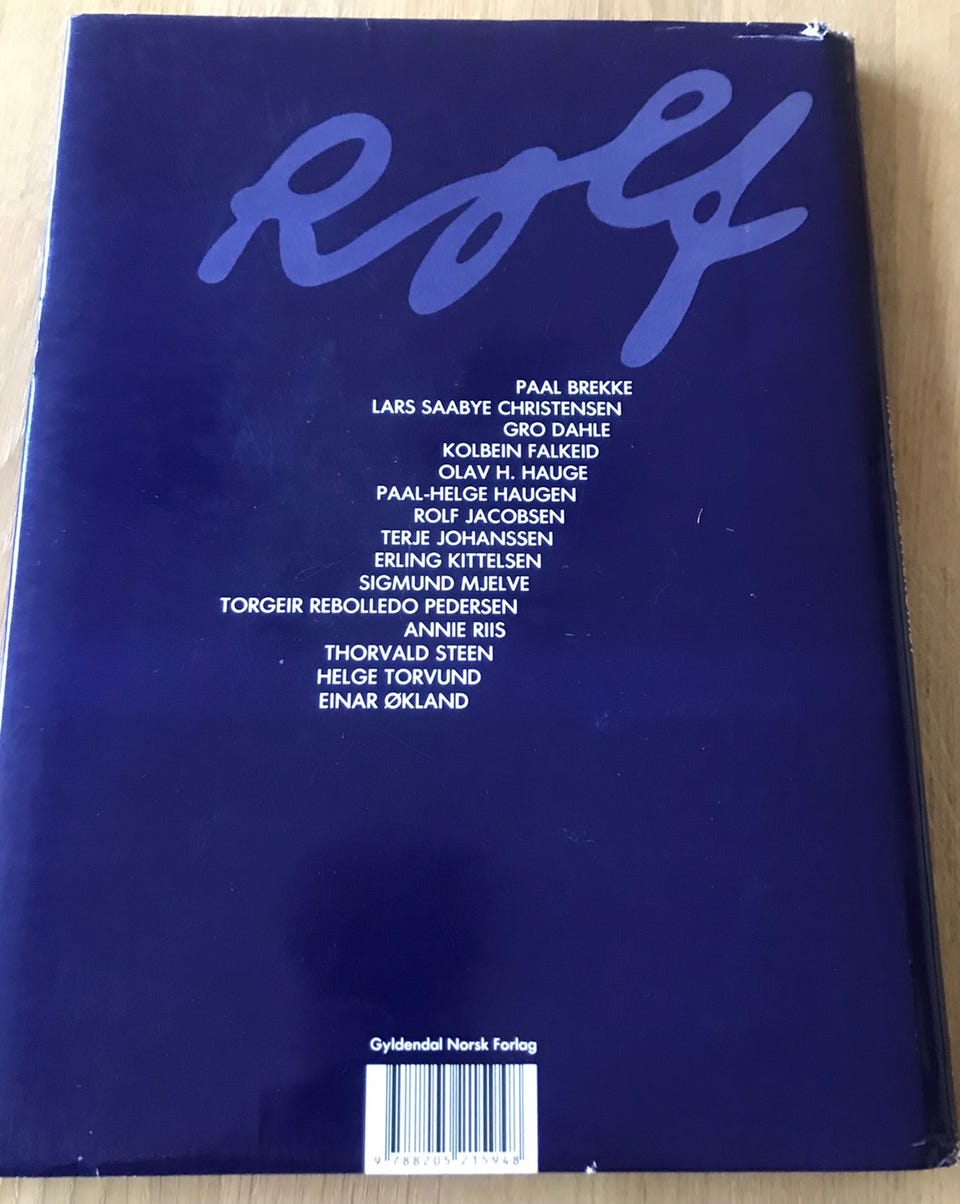 Rolf
PAAL BREKKE
LARS SAABYE CHRISTENSEN
GRO DAHLE
KOLBEIN FALKEID
OLAV H. HAUGE
PAAL-HELGE HAUGEN
ROLF JACOBSEN
TERJE JOHANSSEN
ERLING KITTELSEN
SIGMUND MJELVE
TORGEIR REBOLLEDO PEDERSEN
ANNIE RIIS
THORVALD STEEN
HELGE TORVUND
EINAR ØKLAND
Gyldendal Norsk Forlag
9 788205 215948